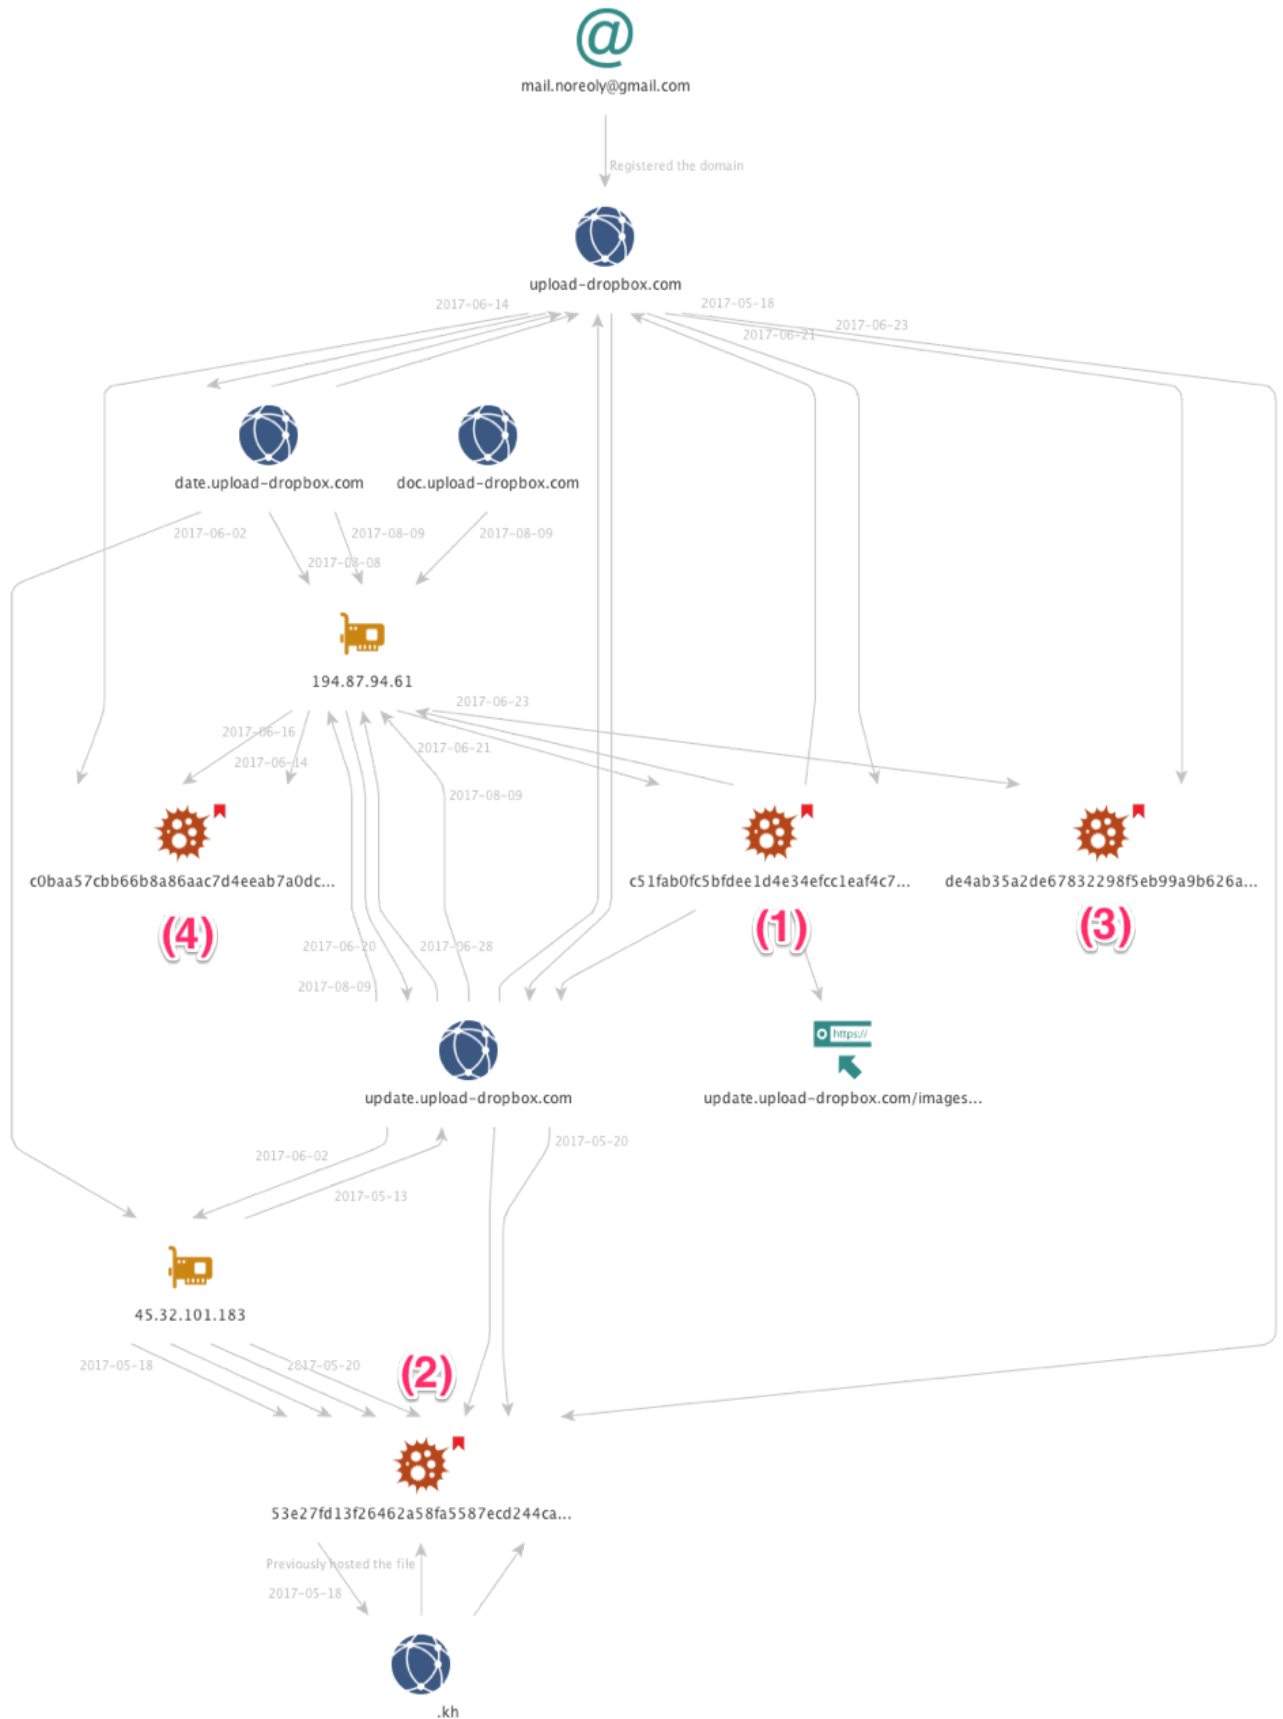 @
mail.noreoly@gmail.com
Registered the domain
upload-dropbox.com
2017-06-14
2017-05-18
2017-06-21
2017-06-23
date.upload-dropbox.com
doc.upload-dropbox.com
2017-06-02
2017-08-09
2017-08-09
2017-08-08
194.87.94.61
2017-06-23
2017-06-16
2017-06-14
2017-06-21
2017-08-09
c0baa57cbb66b8a86aac7d4eeab7a0dc...
c51fab0fc5bfdee1d4e34efcc1eaf4c7...
de4ab35a2de67832298f5eb99a9b626a...
(4)
(1)
(3)
2017-06-20
2017-06-28
2017-08-09
https://
update.upload-dropbox.com
update.upload-dropbox.com/images...
2017-06-02
2017-05-20
2017-05-13
45.32.101.183
2017-05-18
2017-05-20
(2)
53e27fd13f26462a58fa5587ecd244ca...
Previously hosted the file
2017-05-18
.kh